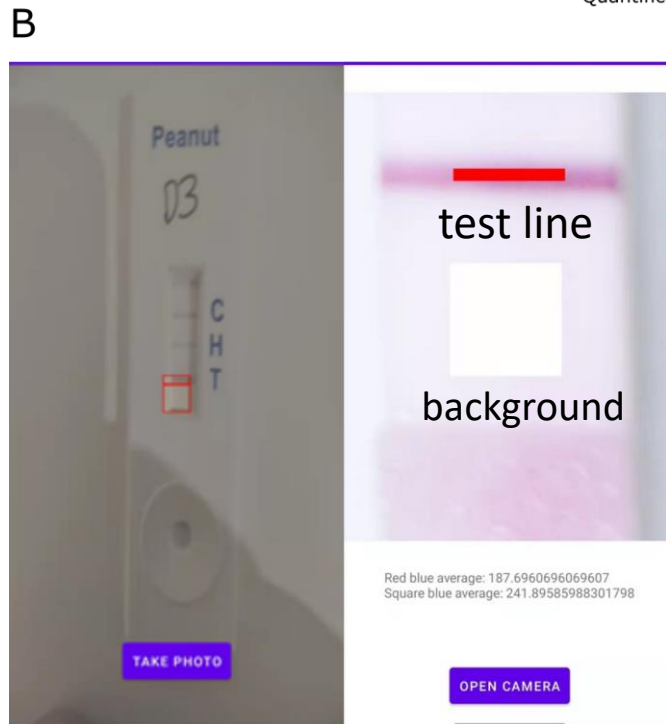 B
Peanut
D3
C
H
T
TAKE PHOTO
test line
background
Red blue average: 187.6960696069607
Square blue average: 241.89585988301798
OPEN CAMERA